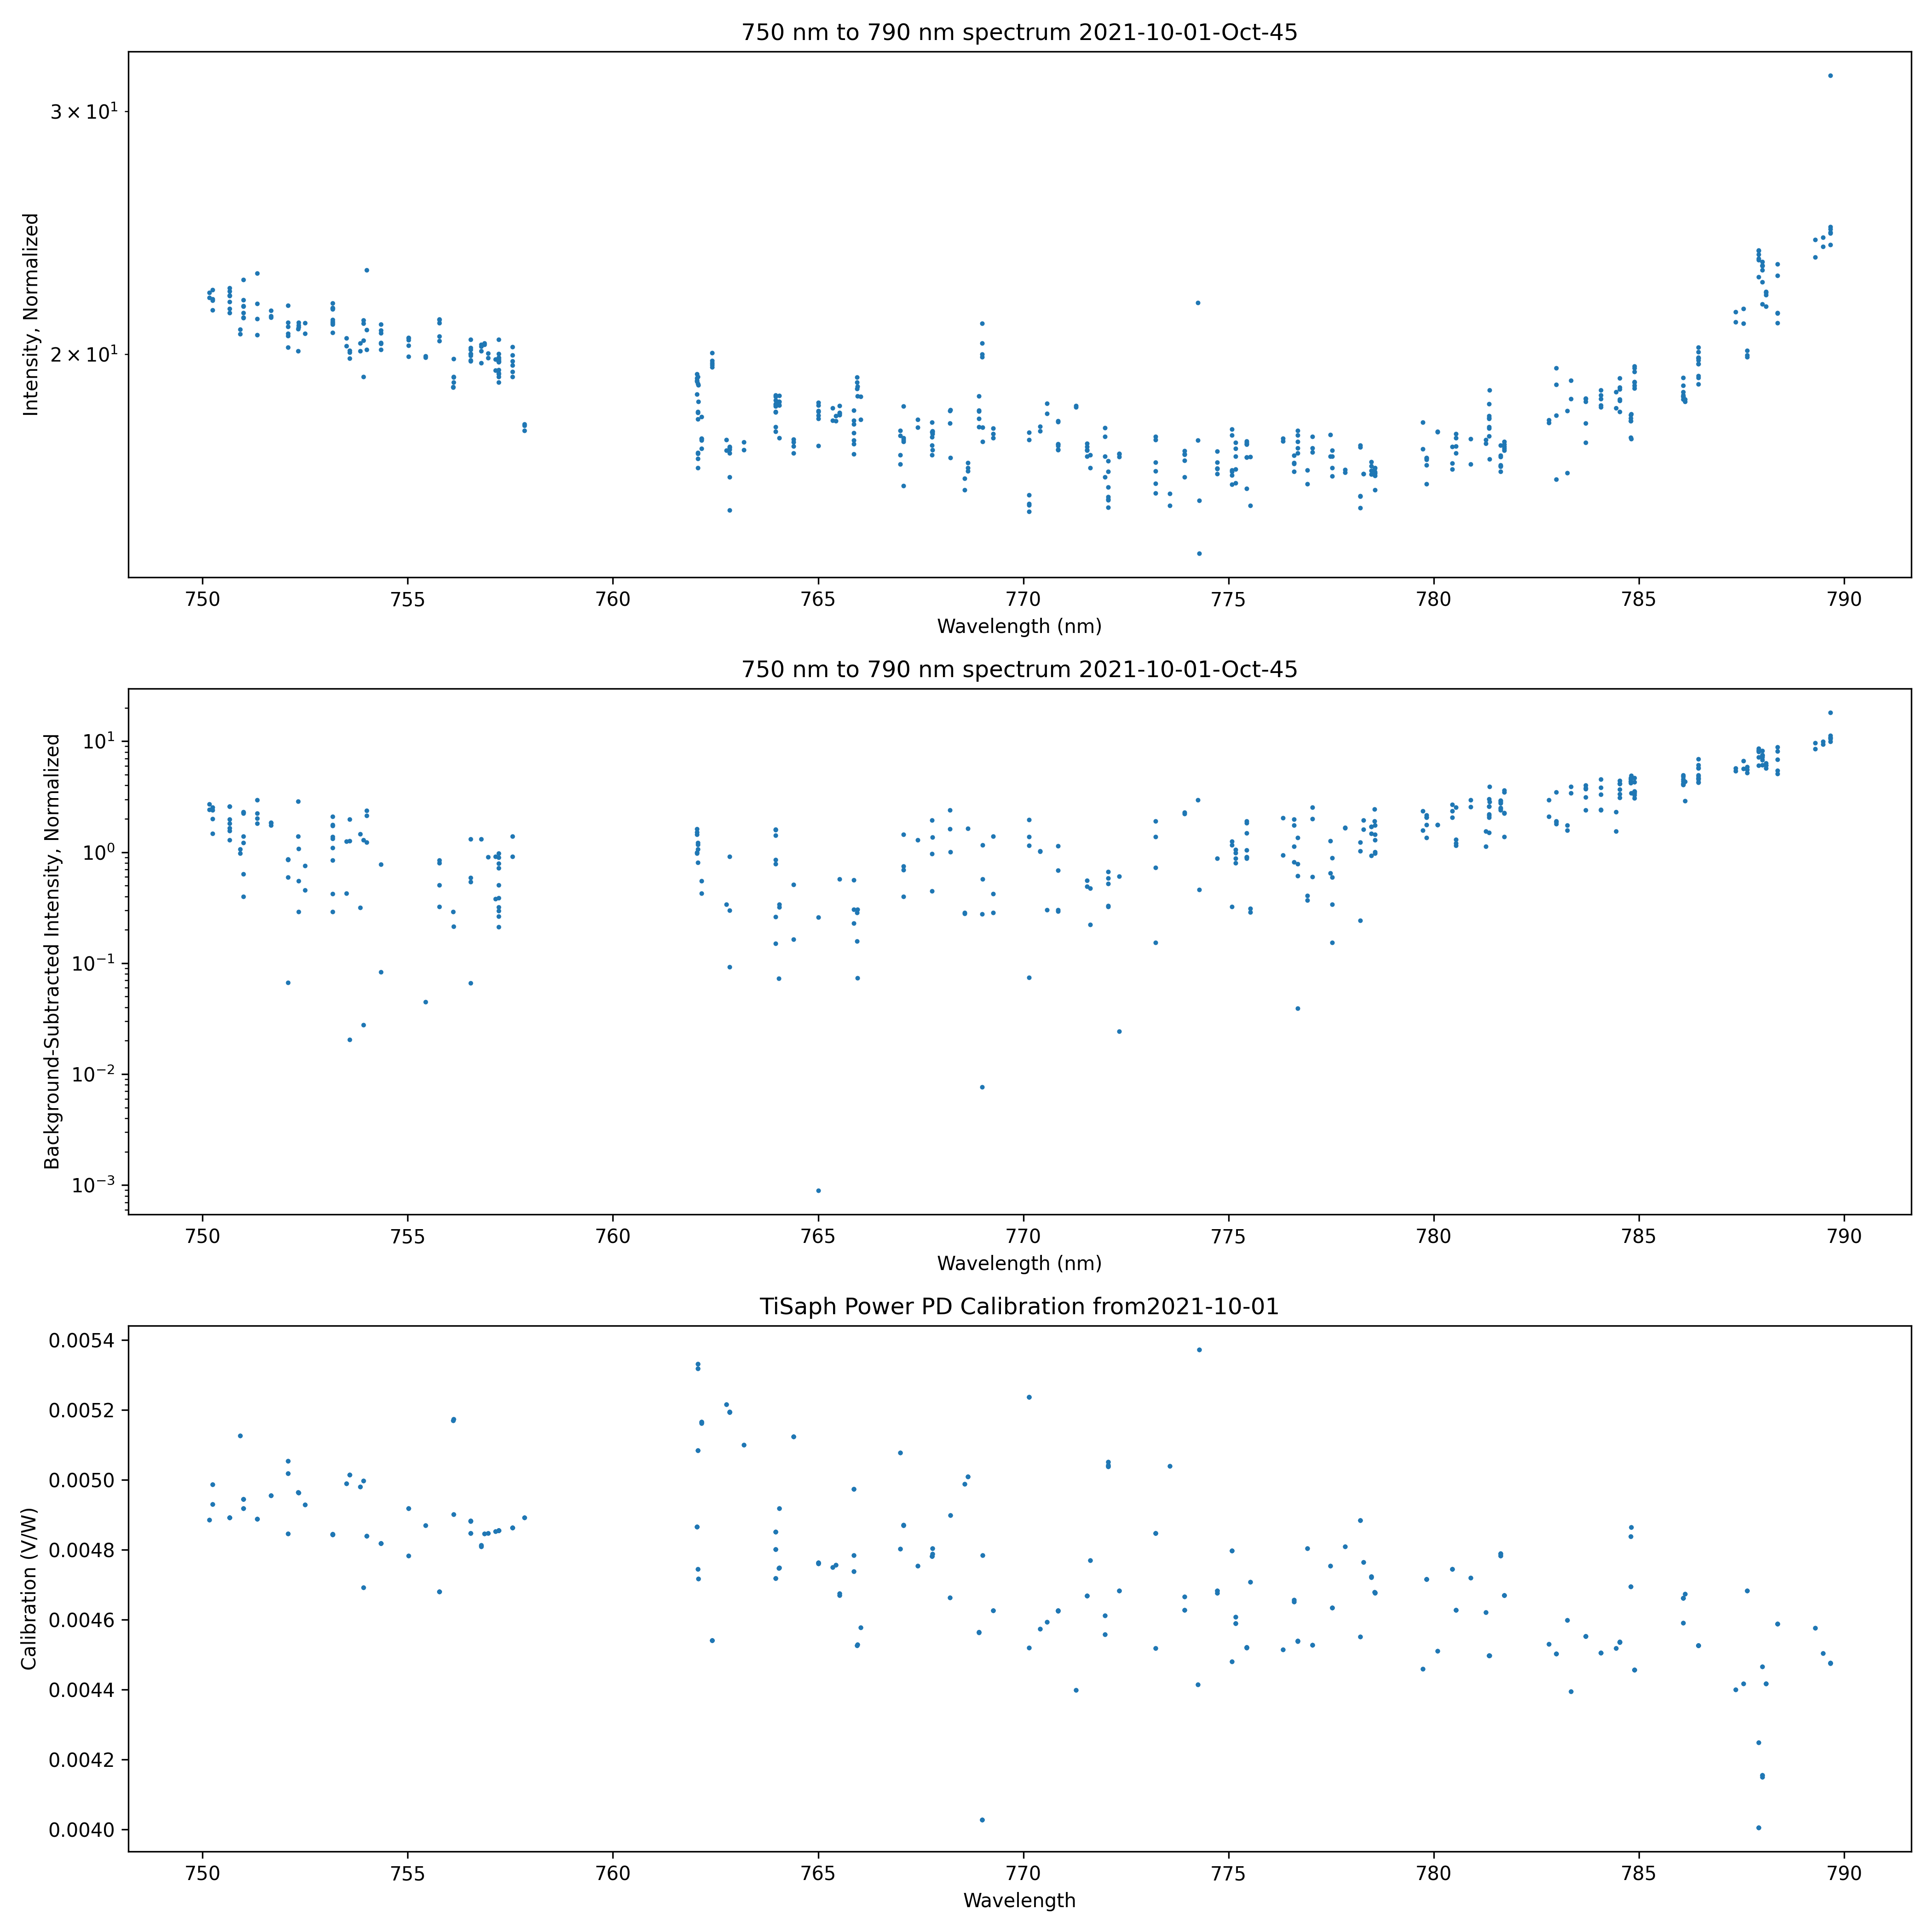 750 nm to 790 nm spectrum 2021-10-01-Oct-45
Intensity, Normalized
3 × 10¹
2 × 10¹
750 755 760 765 770 775 780 785 790
Wavelength (nm)
750 nm to 790 nm spectrum 2021-10-01-Oct-45
Background-Subtracted Intensity, Normalized
10¹
10⁰
10⁻¹
10⁻²
10⁻³
750 755 760 765 770 775 780 785 790
Wavelength (nm)
TiSaph Power PD Calibration from2021-10-01
Calibration (V/W)
0.0054
0.0052
0.0050
0.0048
0.0046
0.0044
0.0042
0.0040
750 755 760 765 770 775 780 785 790
Wavelength